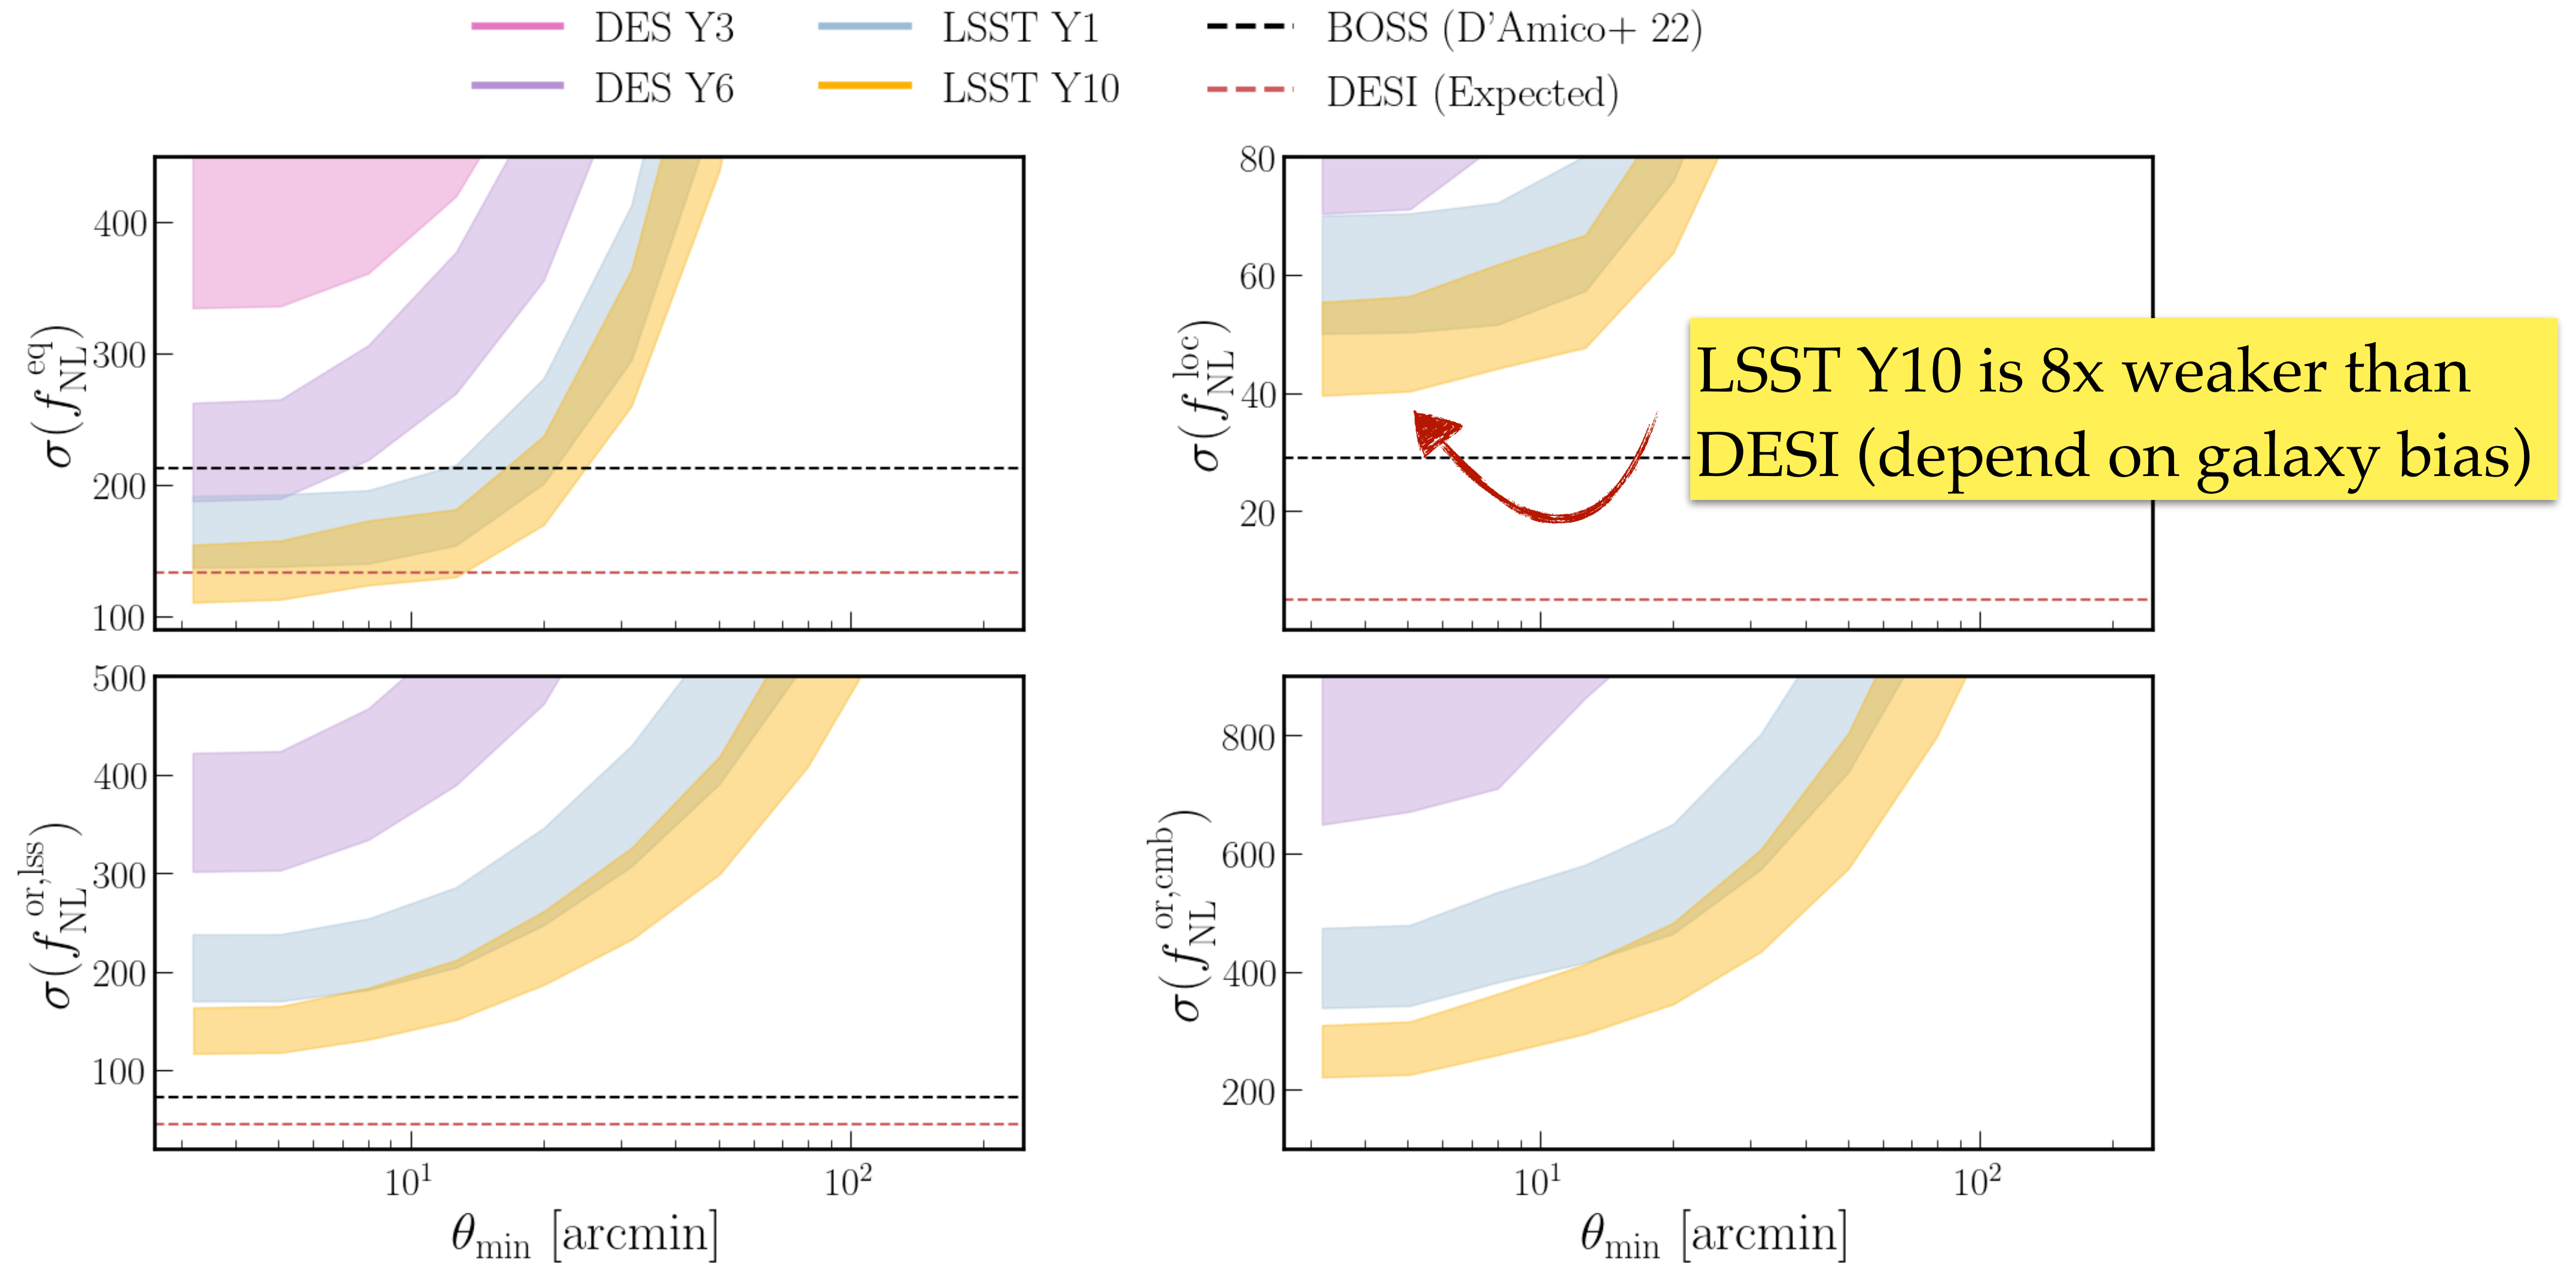 DES Y3
LSST Y1
BOSS (D'Amico+ 22)
DES Y6
LSST Y10
DESI (Expected)
400
300
200
100
σ(f_NL^eq)
80
60
40
20
σ(f_NL^loc)
LSST Y10 is 8x weaker than
DESI (depend on galaxy bias)
500
400
300
200
100
σ(f_NL^or,lss)
10^1
10^2
θ_min [arcmin]
800
600
400
200
σ(f_NL^or,cmb)
10^1
10^2
θ_min [arcmin]